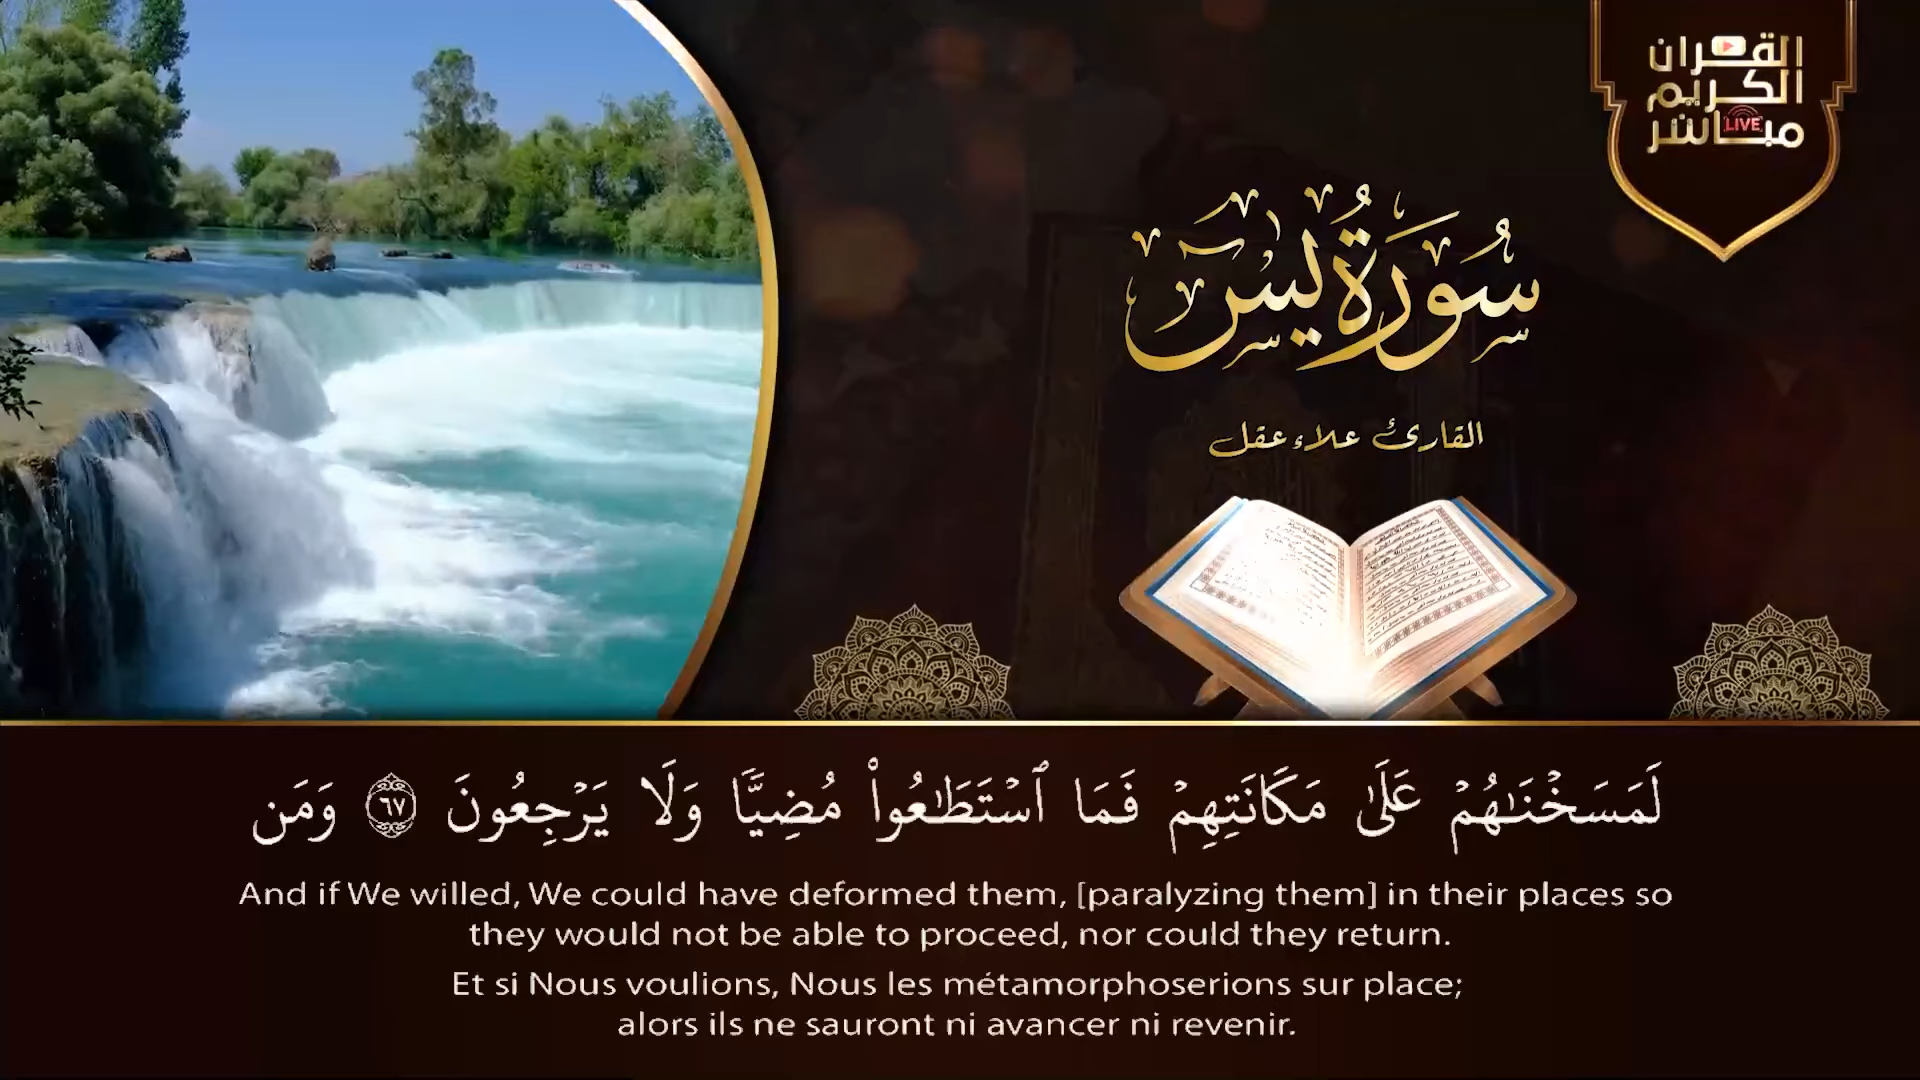 القرآن
الكريم
مباشر
LIVE
سُورَةُ يسٓ
القارئ علاء عقل
لَمَسَخْنَٰهُمْ عَلَىٰ مَكَانَتِهِمْ فَمَا ٱسْتَطَٰعُوا۟ مُضِيًّا وَلَا يَرْجِعُونَ ٦٧ وَمَن
And if We willed, We could have deformed them, [paralyzing them] in their places so
they would not be able to proceed, nor could they return.
Et si Nous voulions, Nous les métamorphoserions sur place;
alors ils ne sauront ni avancer ni revenir.